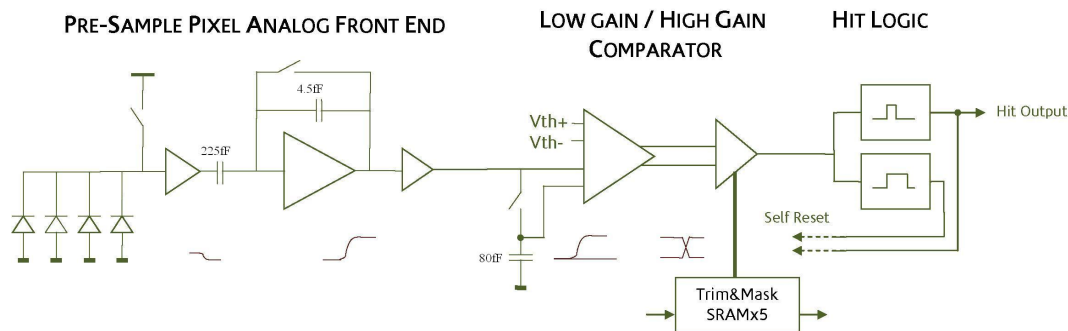 PRE-SAMPLE PIXEL ANALOG FRONT END
LOW GAIN / HIGH GAIN
COMPARATOR
HIT LOGIC
4.5fF
225fF
Vth+
Vth-
Hit Output
Self Reset
80fF
Trim&Mask
SRAMx5